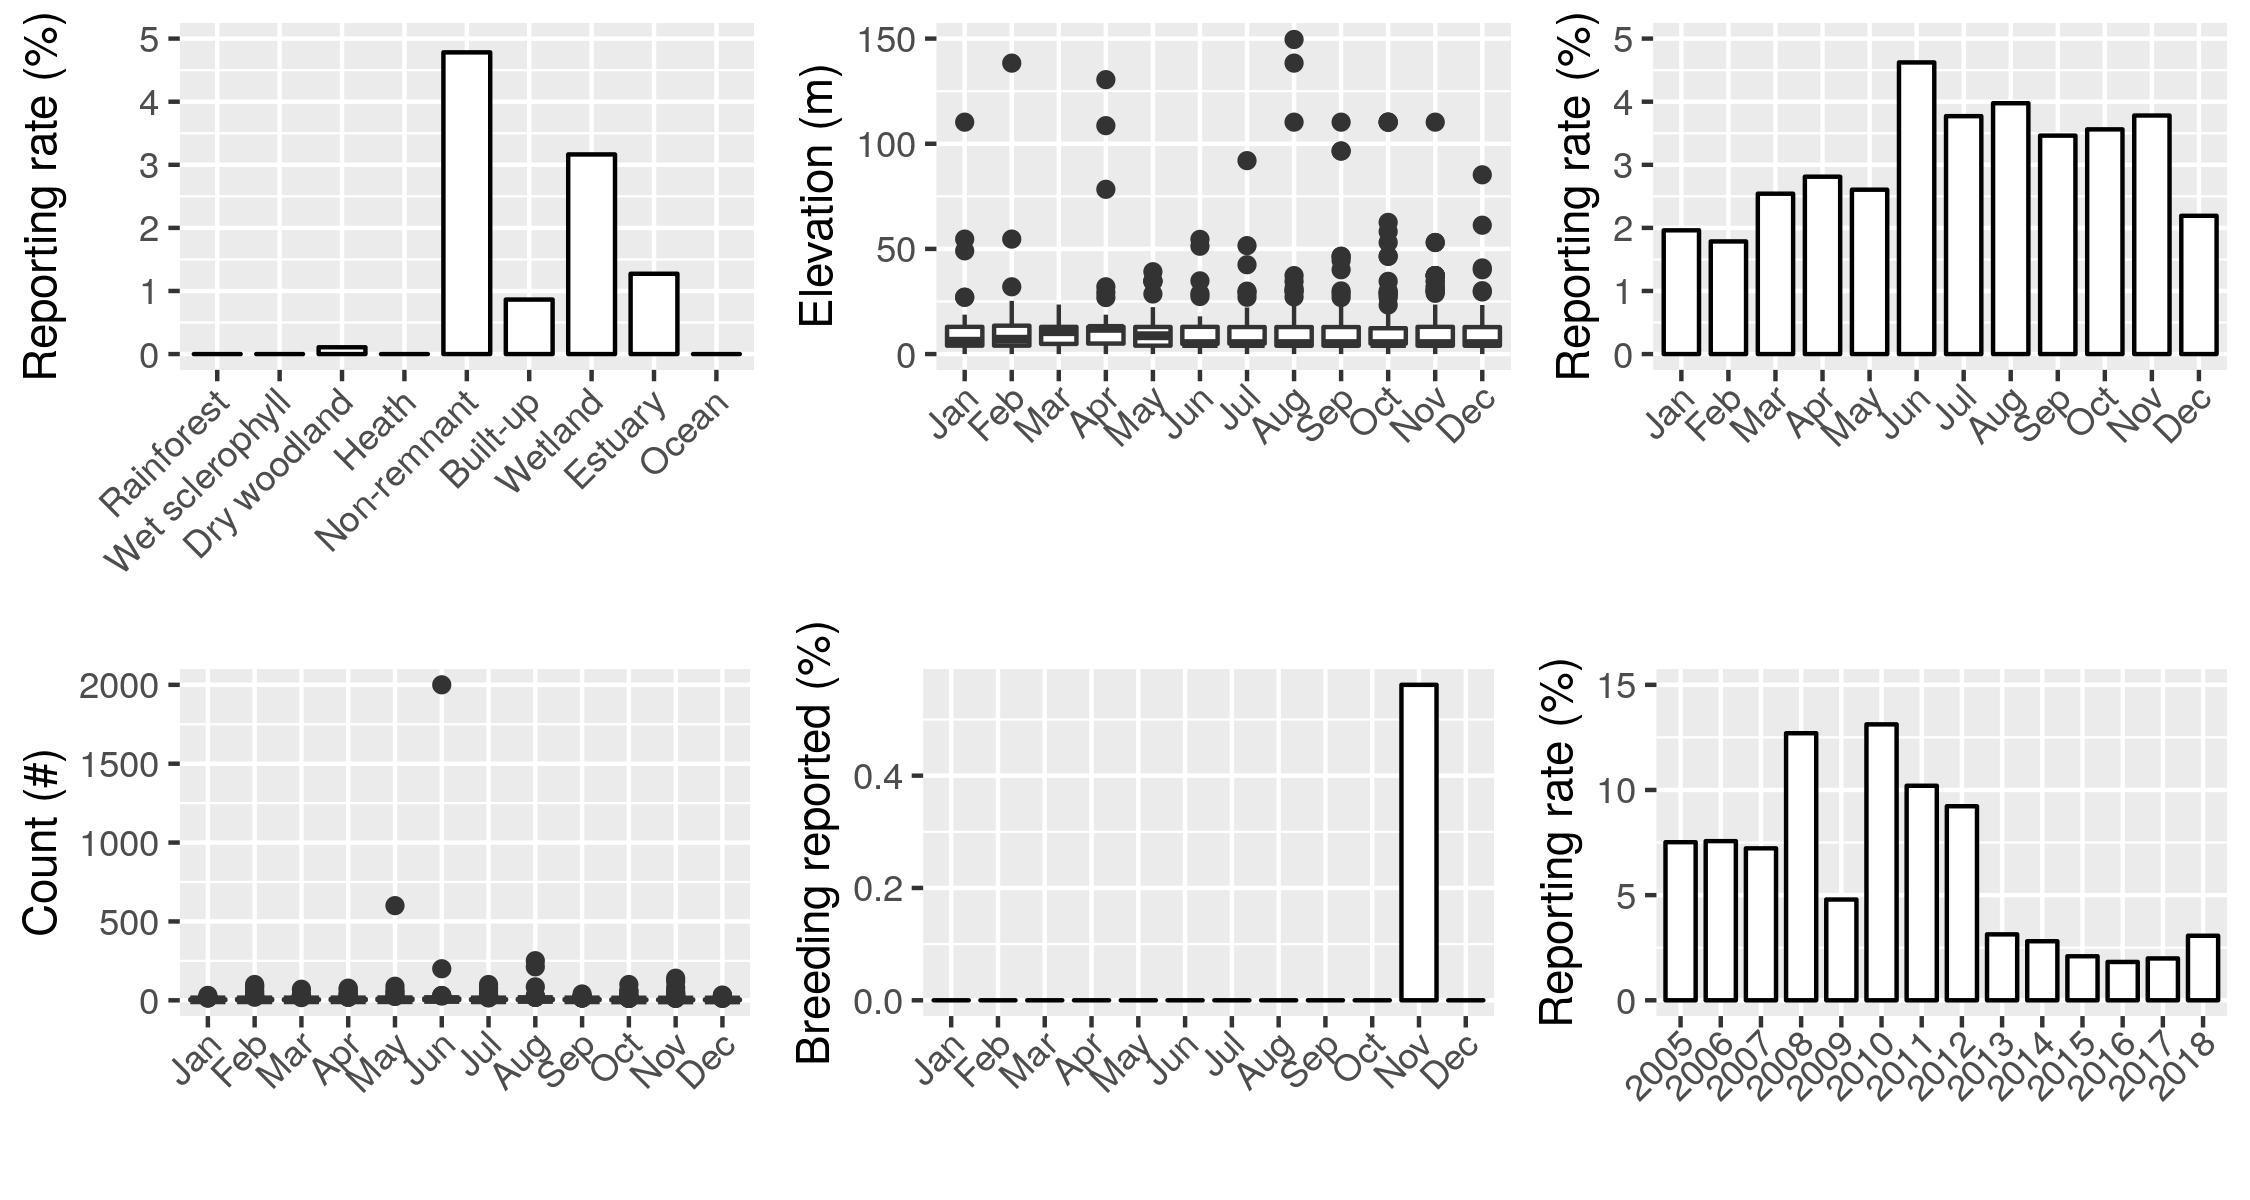 Reporting rate (%)
5
4
3
2
1
0
Rainforest
Wet sclerophyll
Dry woodland
Heath
Non-remnant
Built-up
Wetland
Estuary
Ocean
Elevation (m)
150
100
50
0
Jan
Feb
Mar
Apr
May
Jun
Jul
Aug
Sep
Oct
Nov
Dec
Reporting rate (%)
5
4
3
2
1
0
Jan
Feb
Mar
Apr
May
Jun
Jul
Aug
Sep
Oct
Nov
Dec
Count (#)
2000
1500
1000
500
0
Jan
Feb
Mar
Apr
May
Jun
Jul
Aug
Sep
Oct
Nov
Dec
Breeding reported (%)
0.4
0.2
0.0
Jan
Feb
Mar
Apr
May
Jun
Jul
Aug
Sep
Oct
Nov
Dec
Reporting rate (%)
15
10
5
0
2005
2006
2007
2008
2009
2010
2011
2012
2013
2014
2015
2016
2017
2018